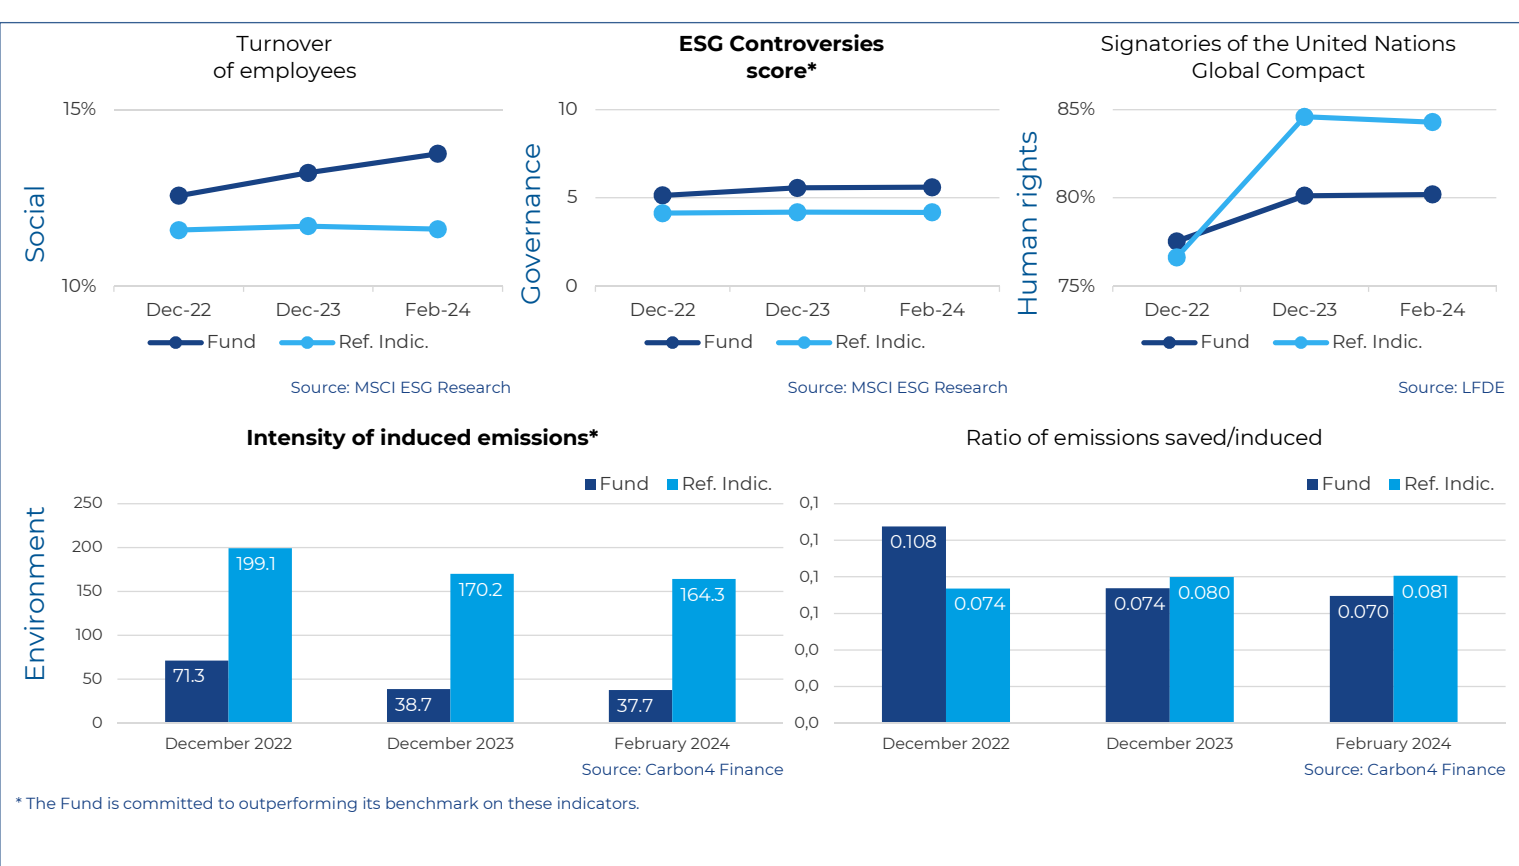 Turnover
of employees
15%
10%
Social
Dec-22
Dec-23
Feb-24
Fund
Ref. Indic.
Source: MSCI ESG Research
ESG Controversies
score*
10
5
0
Governance
Dec-22
Dec-23
Feb-24
Fund
Ref. Indic.
Source: MSCI ESG Research
Signatories of the United Nations
Global Compact
85%
80%
75%
Human rights
Dec-22
Dec-23
Feb-24
Fund
Ref. Indic.
Source: LFDE
Intensity of induced emissions*
Fund
Ref. Indic.
Environment
250
200
150
100
50
0
71.3
199.1
38.7
170.2
37.7
164.3
December 2022
December 2023
February 2024
Source: Carbon4 Finance
Ratio of emissions saved/induced
Fund
Ref. Indic.
0,1
0,1
0,1
0,1
0,0
0,0
0,0
0.108
0.074
0.074
0.080
0.070
0.081
December 2022
December 2023
February 2024
Source: Carbon4 Finance
* The Fund is committed to outperforming its benchmark on these indicators.